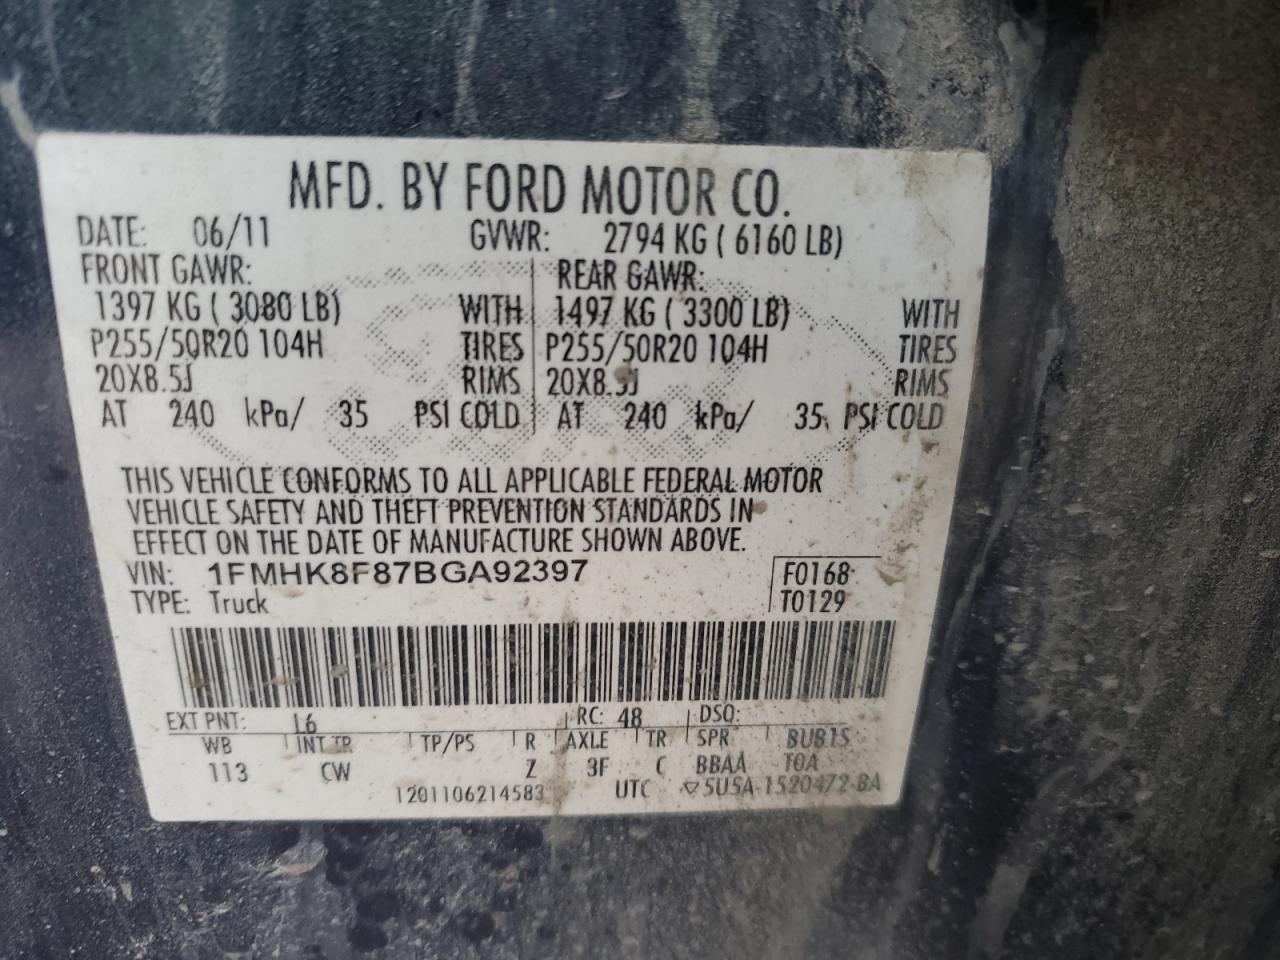 MFD. BY FORD MOTOR CO.
DATE: 06/11 GVWR: 2794 KG ( 6160 LB)
FRONT GAWR: REAR GAWR:
1397 KG ( 3080 LB) WITH 1497 KG ( 3300 LB) WITH
P255/50R20 104H TIRES P255/50R20 104H TIRES
20X8.5J RIMS 20X8.5J RIMS
AT 240 kPa/ 35 PSI COLD AT 240 kPa/ 35 PSI COLD
THIS VEHICLE CONFORMS TO ALL APPLICABLE FEDERAL MOTOR
VEHICLE SAFETY AND THEFT PREVENTION STANDARDS IN
EFFECT ON THE DATE OF MANUFACTURE SHOWN ABOVE.
VIN: 1FMHK8F87BGA92397 F0168
TYPE: Truck T0129
EXT PNT: L6 RC: 48 DSO:
WB INT TR TP/PS R AXLE TR SPR BUB1S
113 CW Z 3F C BBAA TOA
1201106214583 UTC ▽5U5A-1520472-BA